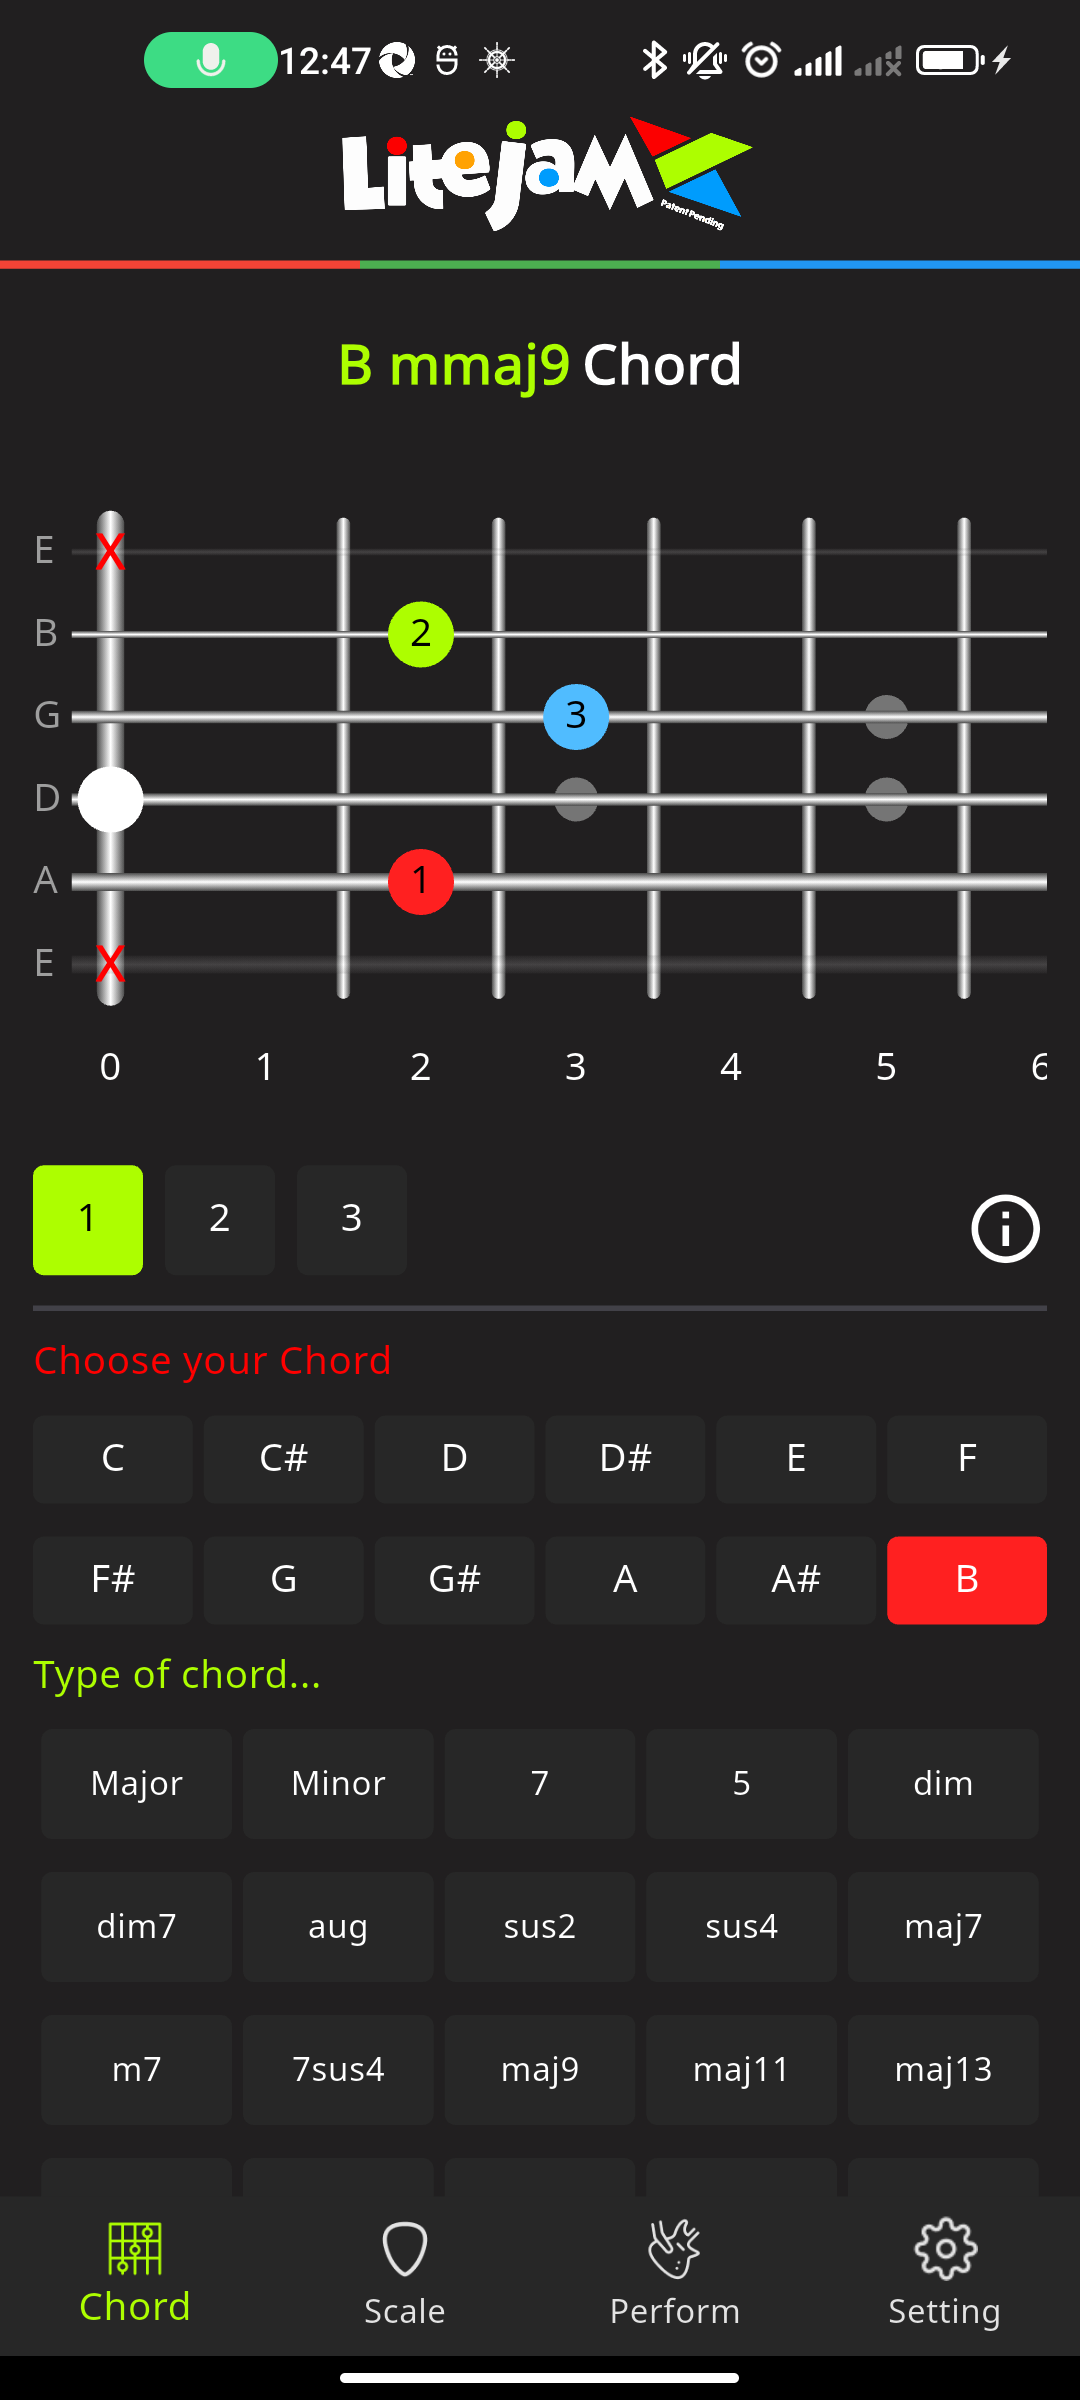 12:47
Litejam
Patent Pending
B mmaj9 Chord
E X
B 2
G 3
D
A 1
E X
0 1 2 3 4 5 6
1 2 3
Choose your Chord
C C# D D# E F
F# G G# A A# B
Type of chord...
Major Minor 7 5 dim
dim7 aug sus2 sus4 maj7
m7 7sus4 maj9 maj11 maj13
Chord Scale Perform Setting